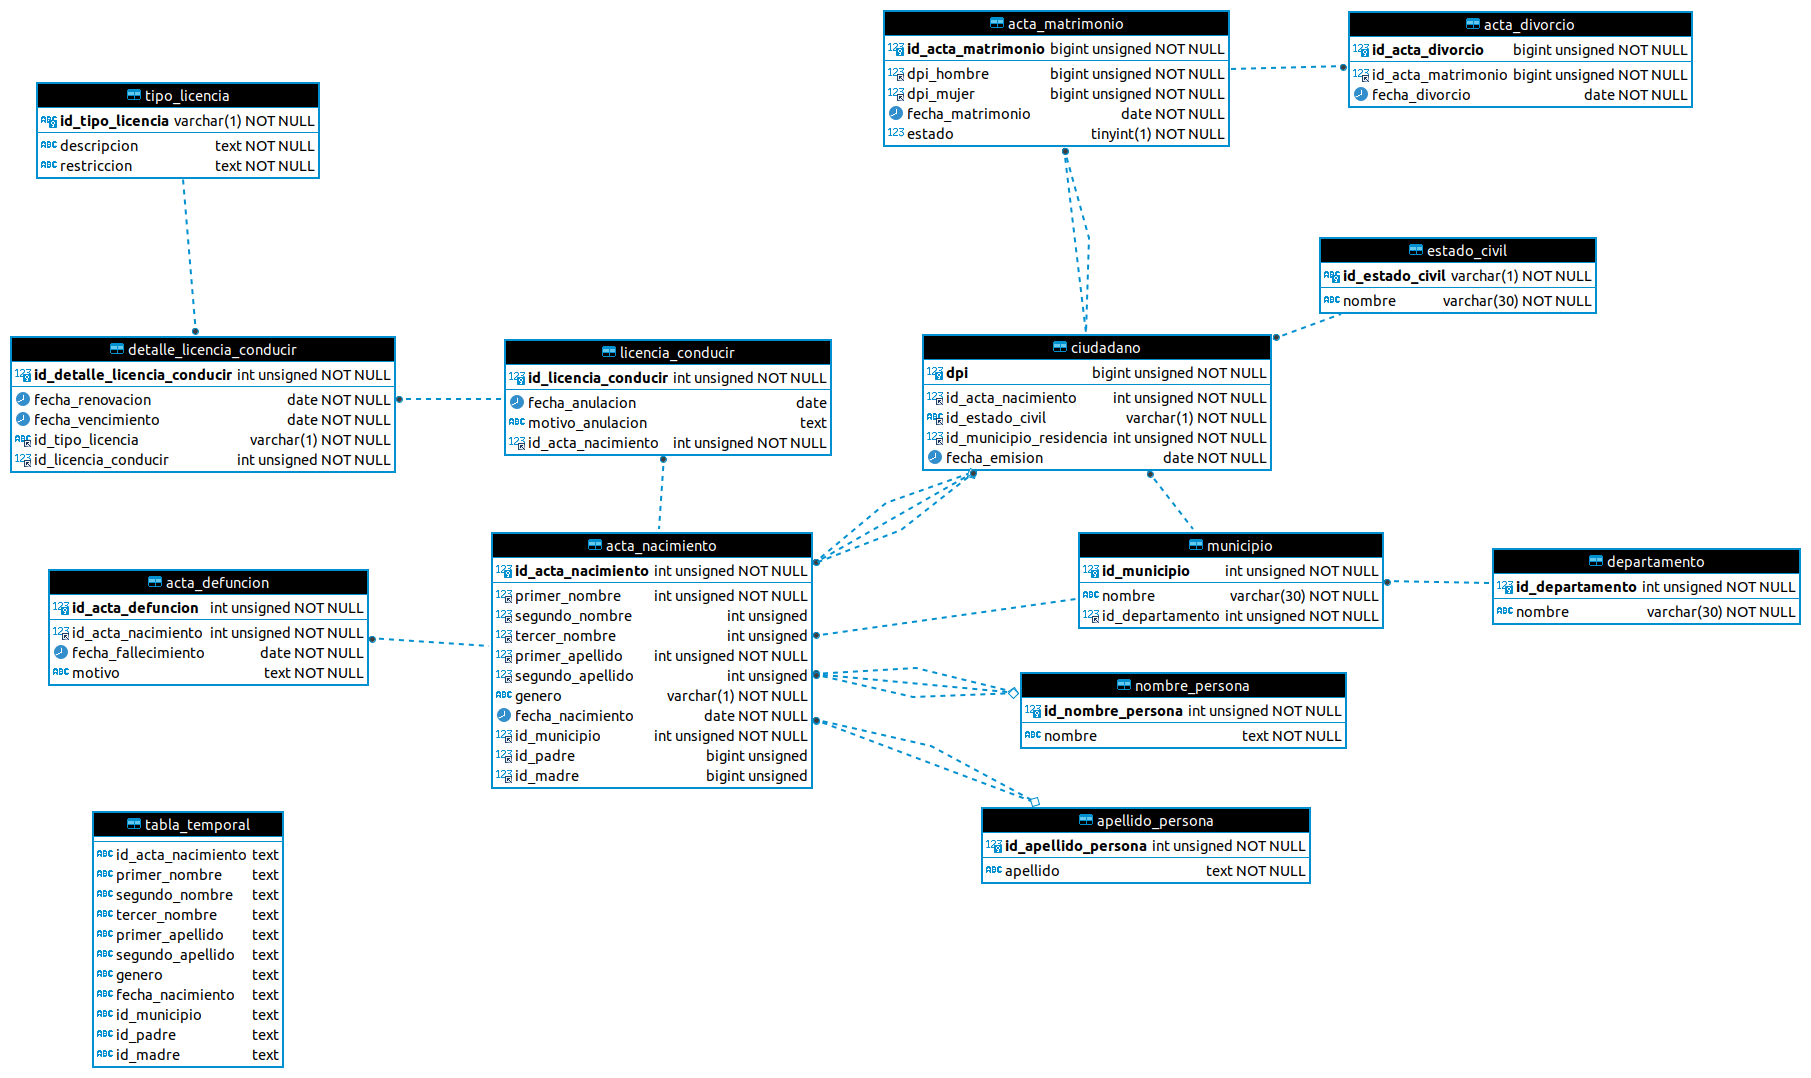 acta_matrimonio
id_acta_matrimonio bigint unsigned NOT NULL
dpi_hombre bigint unsigned NOT NULL
dpi_mujer bigint unsigned NOT NULL
fecha_matrimonio date NOT NULL
estado tinyint(1) NOT NULL
acta_divorcio
id_acta_divorcio bigint unsigned NOT NULL
id_acta_matrimonio bigint unsigned NOT NULL
fecha_divorcio date NOT NULL
tipo_licencia
id_tipo_licencia varchar(1) NOT NULL
descripcion text NOT NULL
restriccion text NOT NULL
estado_civil
id_estado_civil varchar(1) NOT NULL
nombre varchar(30) NOT NULL
detalle_licencia_conducir
id_detalle_licencia_conducir int unsigned NOT NULL
fecha_renovacion date NOT NULL
fecha_vencimiento date NOT NULL
id_tipo_licencia varchar(1) NOT NULL
id_licencia_conducir int unsigned NOT NULL
licencia_conducir
id_licencia_conducir int unsigned NOT NULL
fecha_anulacion date
motivo_anulacion text
id_acta_nacimiento int unsigned NOT NULL
ciudadano
dpi bigint unsigned NOT NULL
id_acta_nacimiento int unsigned NOT NULL
id_estado_civil varchar(1) NOT NULL
id_municipio_residencia int unsigned NOT NULL
fecha_emision date NOT NULL
acta_nacimiento
id_acta_nacimiento int unsigned NOT NULL
primer_nombre int unsigned NOT NULL
segundo_nombre int unsigned
tercer_nombre int unsigned
primer_apellido int unsigned NOT NULL
segundo_apellido int unsigned
genero varchar(1) NOT NULL
fecha_nacimiento date NOT NULL
id_municipio int unsigned NOT NULL
id_padre bigint unsigned
id_madre bigint unsigned
municipio
id_municipio int unsigned NOT NULL
nombre varchar(30) NOT NULL
id_departamento int unsigned NOT NULL
departamento
id_departamento int unsigned NOT NULL
nombre varchar(30) NOT NULL
acta_defuncion
id_acta_defuncion int unsigned NOT NULL
id_acta_nacimiento int unsigned NOT NULL
fecha_fallecimiento date NOT NULL
motivo text NOT NULL
nombre_persona
id_nombre_persona int unsigned NOT NULL
nombre text NOT NULL
apellido_persona
id_apellido_persona int unsigned NOT NULL
apellido text NOT NULL
tabla_temporal
id_acta_nacimiento text
primer_nombre text
segundo_nombre text
tercer_nombre text
primer_apellido text
segundo_apellido text
genero text
fecha_nacimiento text
id_municipio text
id_padre text
id_madre text